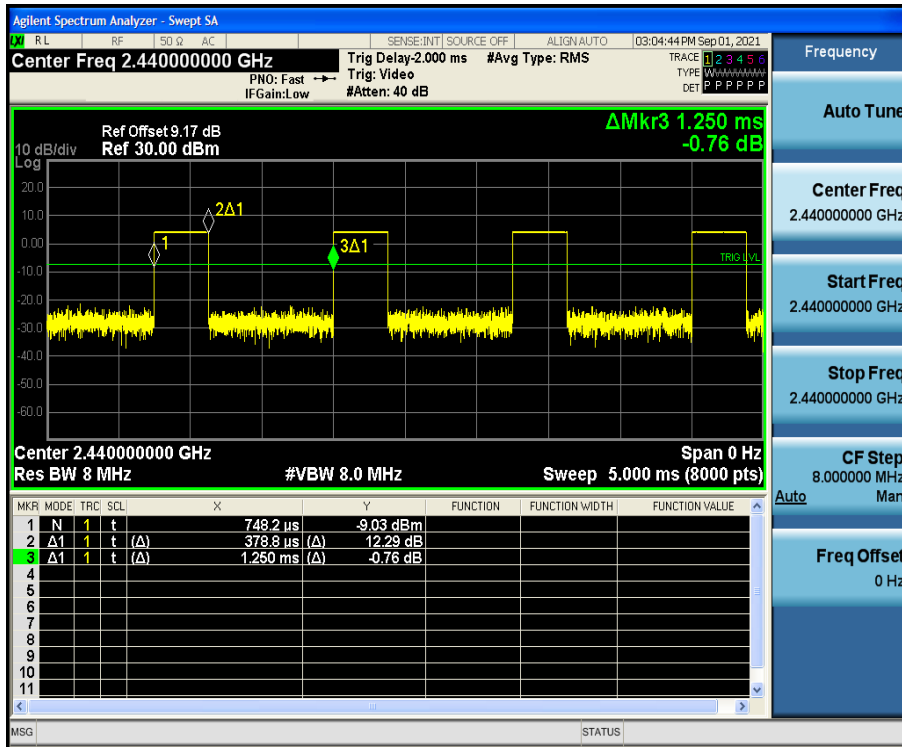 Agilent Spectrum Analyzer - Swept SA
LXI RL RF 50 Ω AC SENSE:INT SOURCE OFF ALIGN AUTO 03:04:44 PM Sep 01, 2021
Center Freq 2.440000000 GHz
PNO: Fast
IFGain:Low
Trig Delay-2.000 ms
Trig: Video
#Atten: 40 dB
#Avg Type: RMS
TRACE 1 2 3 4 5 6
TYPE WWWWWW
DET P P P P P P
Ref Offset 9.17 dB
Ref 30.00 dBm
10 dB/div
Log
ΔMkr3 1.250 ms
-0.76 dB
20.0
10.0
0.00
-10.0
-20.0
-30.0
-40.0
-50.0
-60.0
1
2Δ1
3Δ1
TRIG LVL
Center 2.440000000 GHz Span 0 Hz
Res BW 8 MHz #VBW 8.0 MHz Sweep 5.000 ms (8000 pts)
MKR MODE TRC SCL X Y FUNCTION FUNCTION WIDTH FUNCTION VALUE
1 N 1 t 748.2 µs -9.03 dBm
2 Δ1 1 t (Δ) 378.8 µs (Δ) 12.29 dB
3 Δ1 1 t (Δ) 1.250 ms (Δ) -0.76 dB
4
5
6
7
8
9
10
11
MSG STATUS
Frequency
Auto Tune
Center Freq
2.440000000 GHz
Start Freq
2.440000000 GHz
Stop Freq
2.440000000 GHz
CF Step
8.000000 MHz
Auto Man
Freq Offset
0 Hz